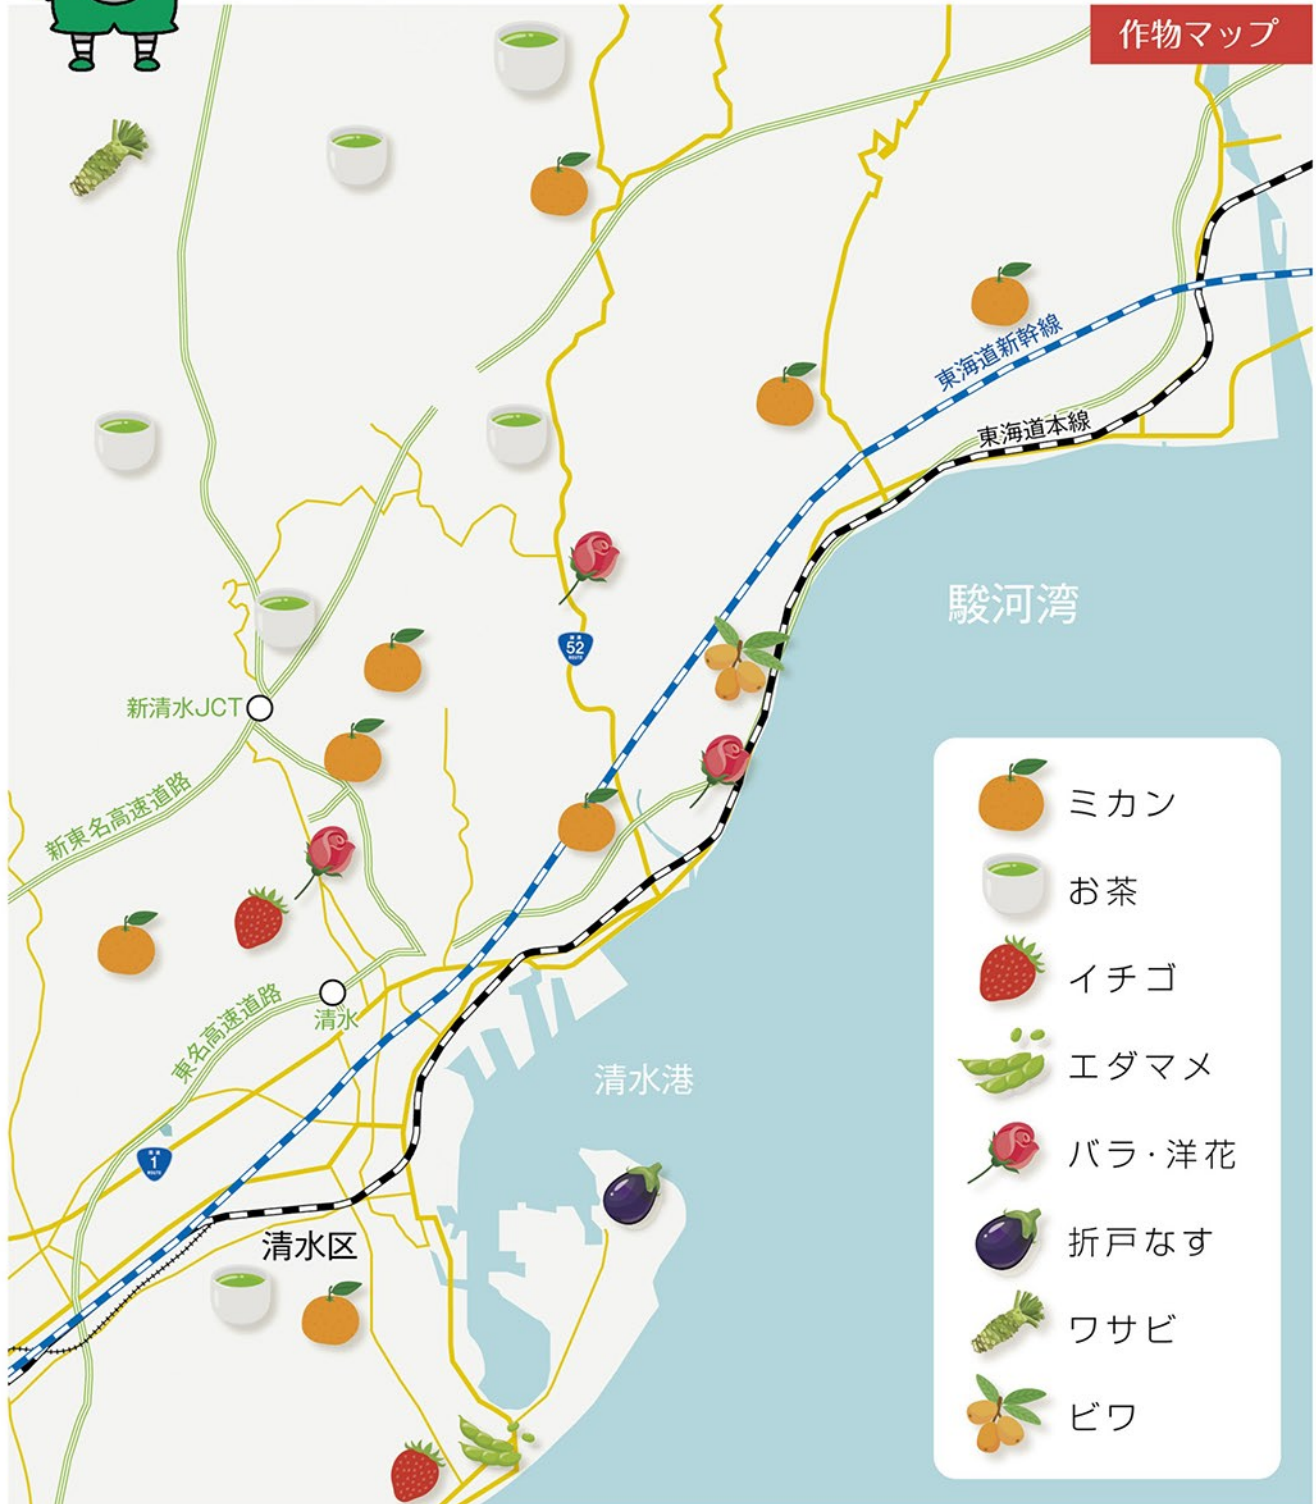 作物マップ
東海道新幹線
東海道本線
駿河湾
52
ROUTE
新清水JCT
新東名高速道路
東名高速道路
清水
清水港
1
ROUTE
清水区
ミカン
お茶
イチゴ
エダマメ
バラ・洋花
折戸なす
ワサビ
ビワ